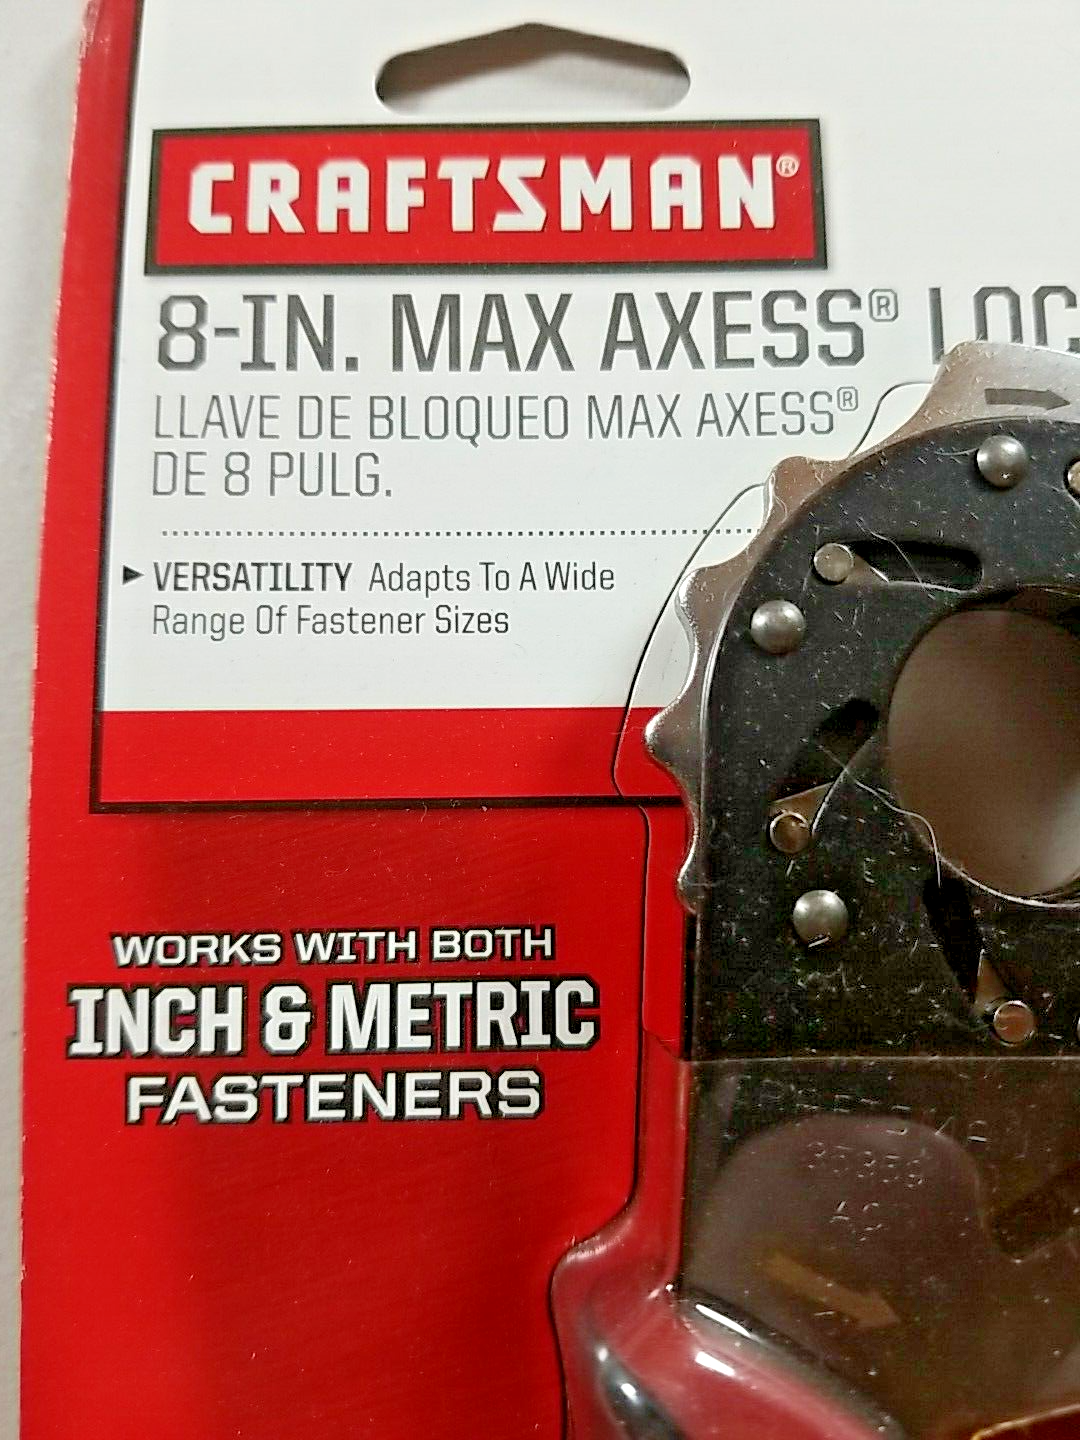 CRAFTSMAN®
8-IN. MAX AXESS® LOC
LLAVE DE BLOQUEO MAX AXESS®
DE 8 PULG.
▶ VERSATILITY Adapts To A Wide
Range Of Fastener Sizes
WORKS WITH BOTH
INCH & METRIC
FASTENERS